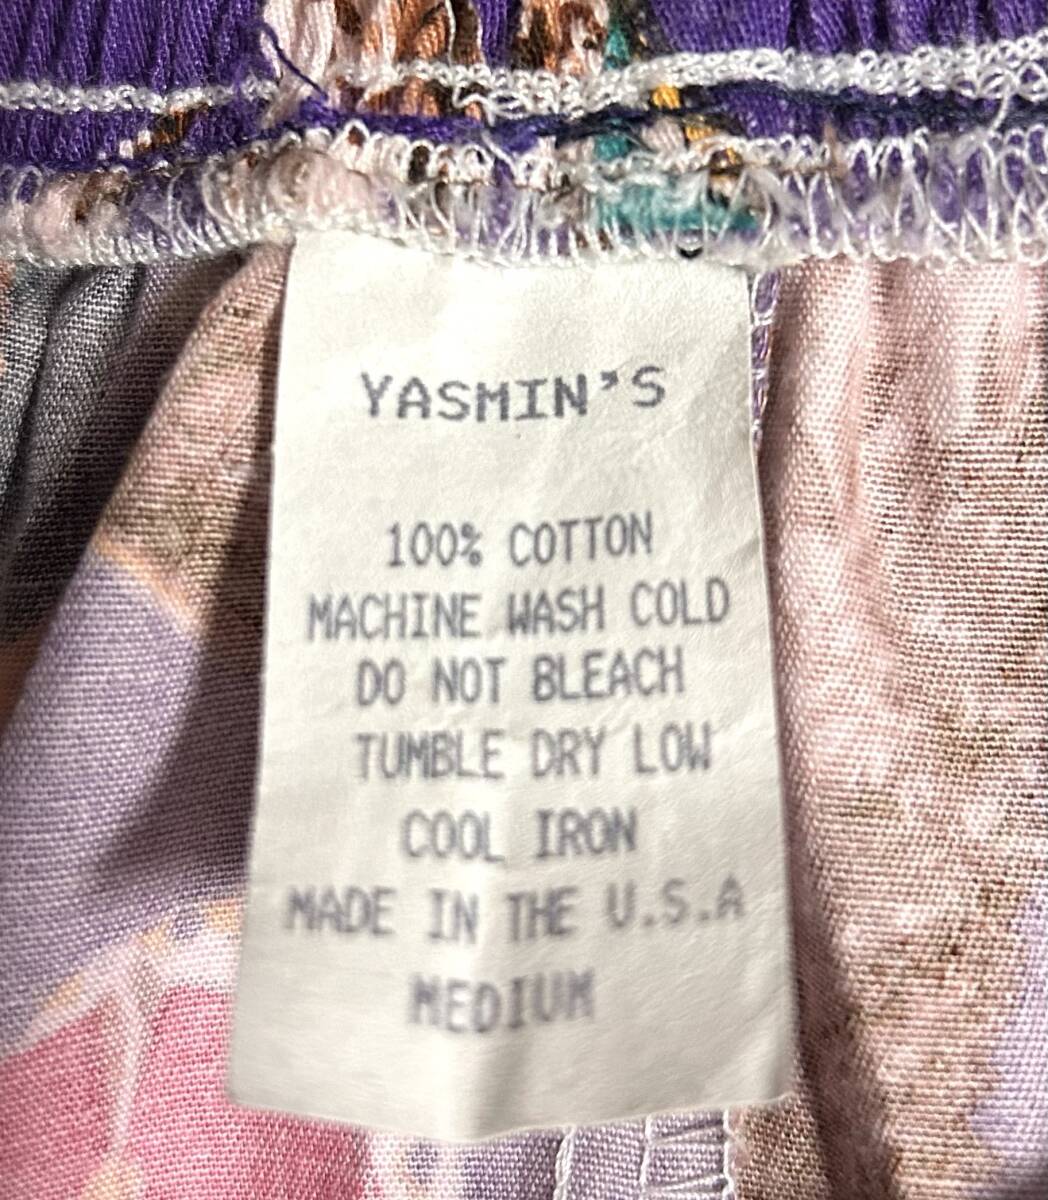 YASMIN'S
100% COTTON
MACHINE WASH COLD
DO NOT BLEACH
TUMBLE DRY LOW
COOL IRON
MADE IN THE U.S.A
MEDIUM